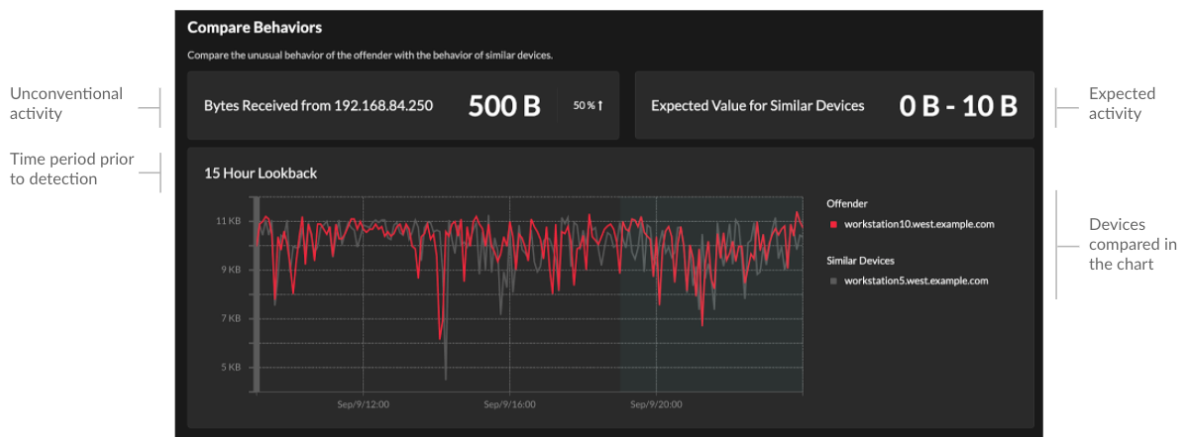 Compare Behaviors
Compare the unusual behavior of the offender with the behavior of similar devices.
Unconventional
activity
Bytes Received from 192.168.84.250
500 B
50 % ↑
Expected Value for Similar Devices
0 B - 10 B
Expected
activity
Time period prior
to detection
15 Hour Lookback
11 KB
9 KB
7 KB
5 KB
Sep/9/12:00
Sep/9/16:00
Sep/9/20:00
Offender
workstation10.west.example.com
Similar Devices
workstation5.west.example.com
Devices
compared in
the chart